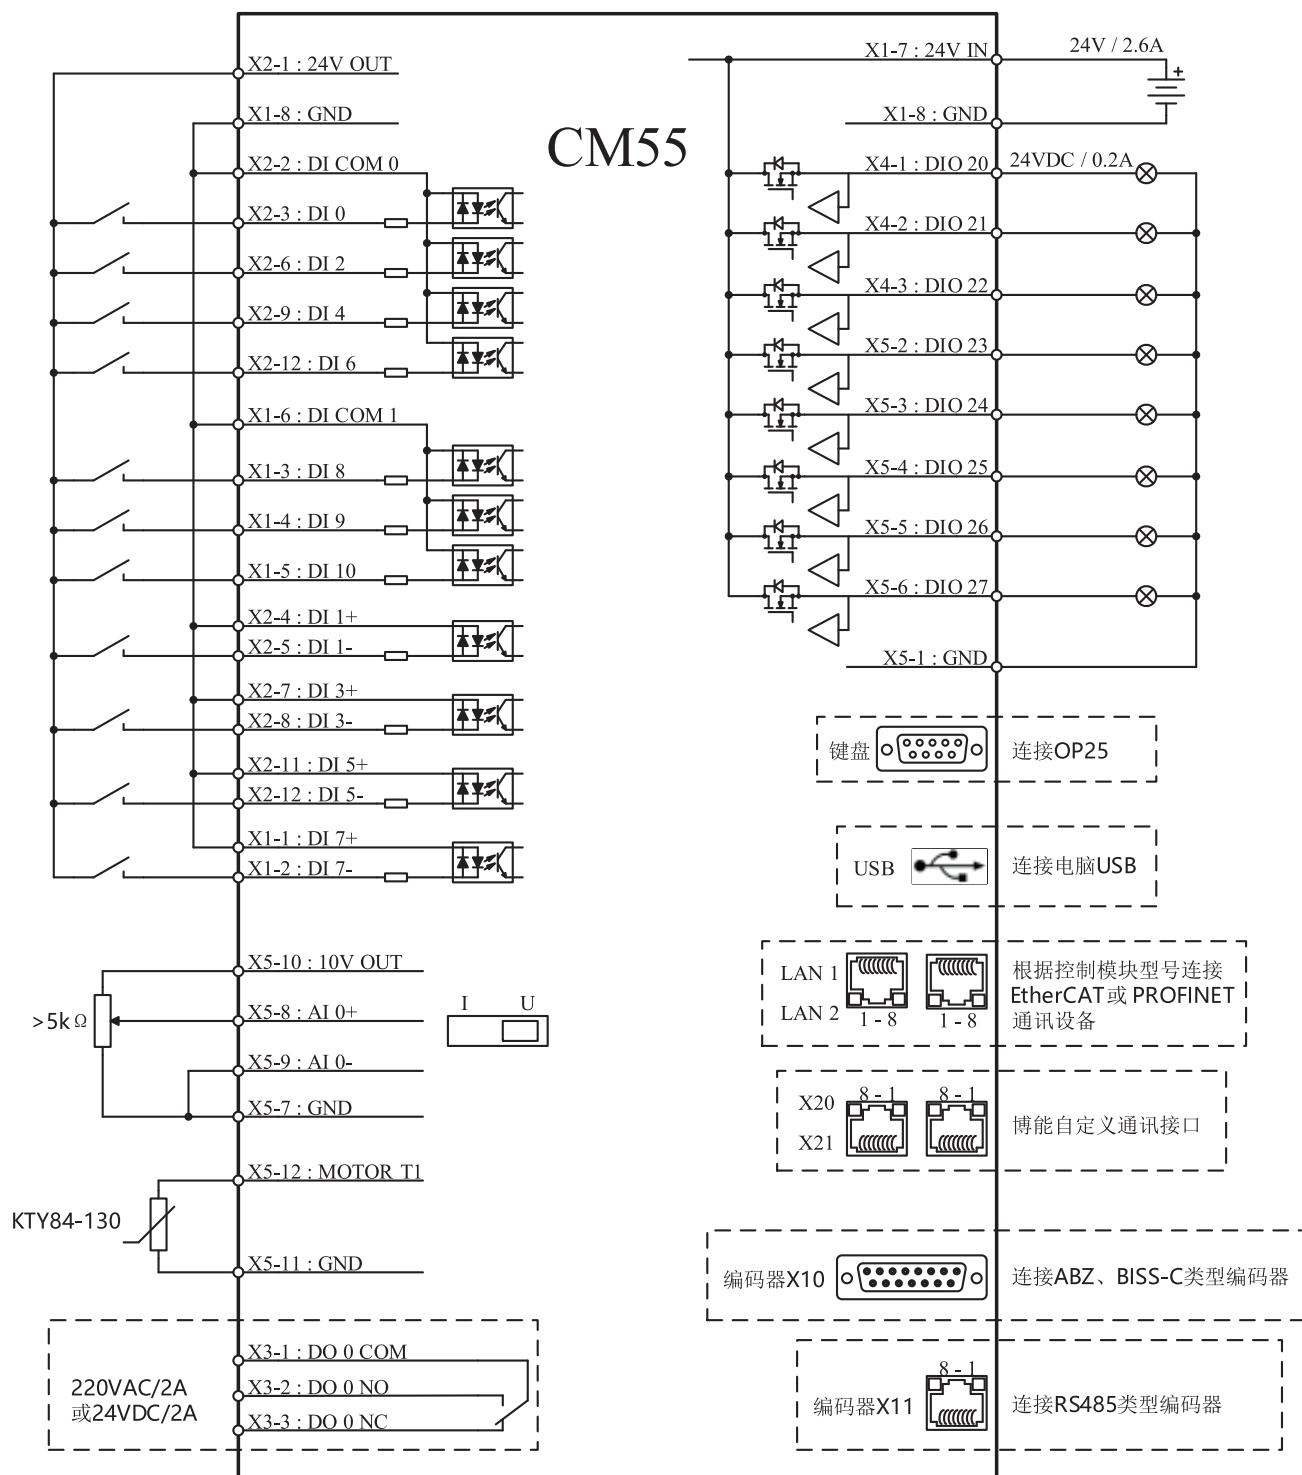 CM55
X2-1 : 24V OUT
X1-8 : GND
X2-2 : DI COM 0
X2-3 : DI 0
X2-6 : DI 2
X2-9 : DI 4
X2-12 : DI 6
X1-6 : DI COM 1
X1-3 : DI 8
X1-4 : DI 9
X1-5 : DI 10
X2-4 : DI 1+
X2-5 : DI 1-
X2-7 : DI 3+
X2-8 : DI 3-
X2-11 : DI 5+
X2-12 : DI 5-
X1-1 : DI 7+
X1-2 : DI 7-
X5-10 : 10V OUT
>5k Ω
X5-8 : AI 0+
I U
X5-9 : AI 0-
X5-7 : GND
X5-12 : MOTOR T1
KTY84-130
X5-11 : GND
X3-1 : DO 0 COM
220VAC/2A
或24VDC/2A
X3-2 : DO 0 NO
X3-3 : DO 0 NC
X1-7 : 24V IN
24V / 2.6A
+
X1-8 : GND
X4-1 : DIO 20
24VDC / 0.2A
X4-2 : DIO 21
X4-3 : DIO 22
X5-2 : DIO 23
X5-3 : DIO 24
X5-4 : DIO 25
X5-5 : DIO 26
X5-6 : DIO 27
X5-1 : GND
键盘 连接OP25
USB 连接电脑USB
LAN 1
LAN 2
1 - 8 1 - 8
根据控制模块型号连接
EtherCAT或 PROFINET
通讯设备
8 - 1 8 - 1
X20
X21
博能自定义通讯接口
编码器X10 连接ABZ、BISS-C类型编码器
8 - 1
编码器X11 连接RS485类型编码器